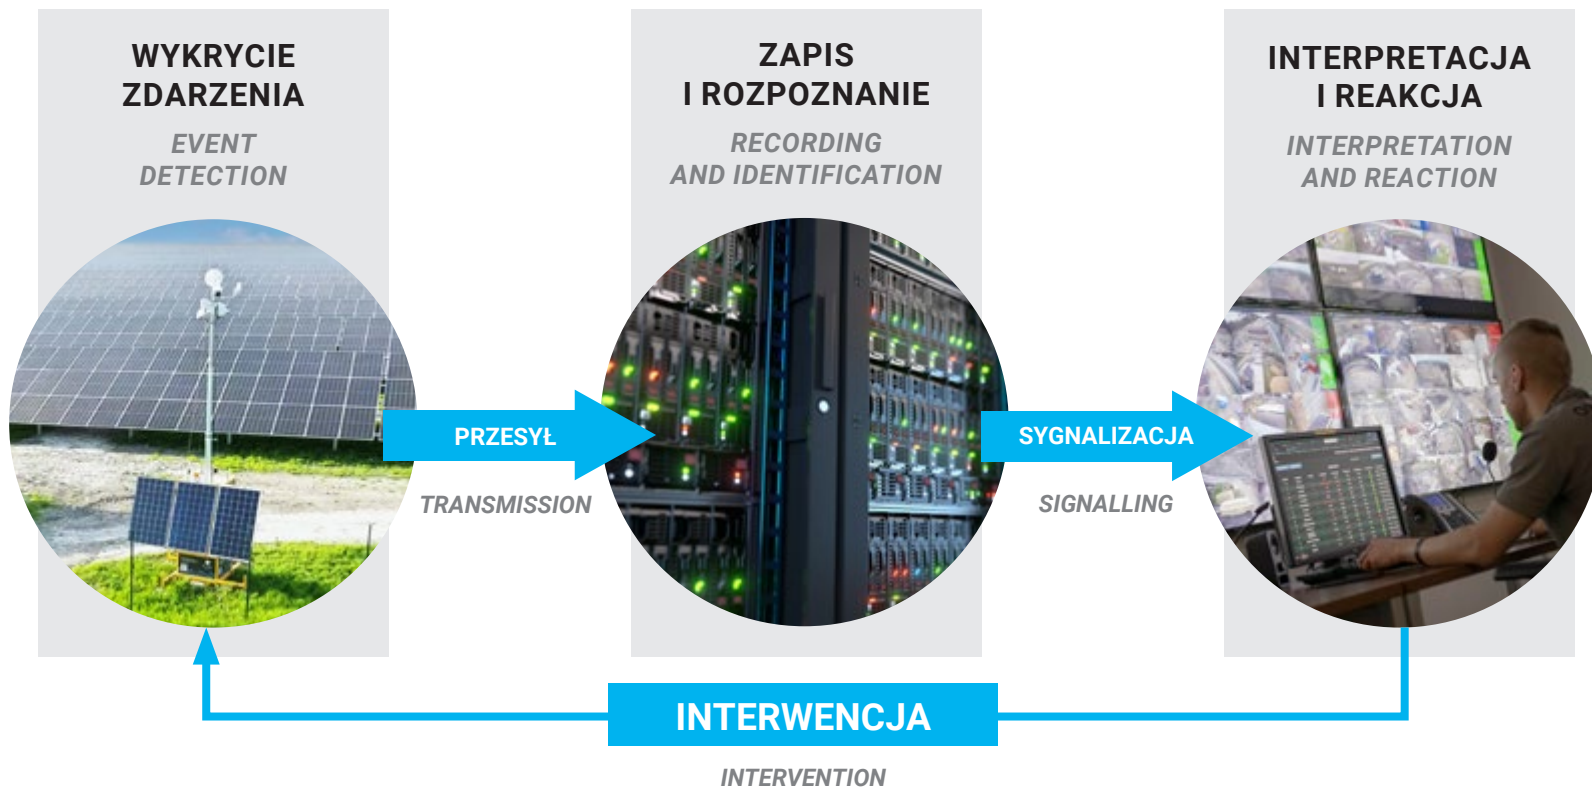 WYKRYCIE
ZDARZENIA
EVENT
DETECTION
ZAPIS
I ROZPOZNANIE
RECORDING
AND IDENTIFICATION
INTERPRETACJA
I REAKCJA
INTERPRETATION
AND REACTION
PRZESYŁ
TRANSMISSION
SYGNALIZACJA
SIGNALLING
INTERWENCJA
INTERVENTION